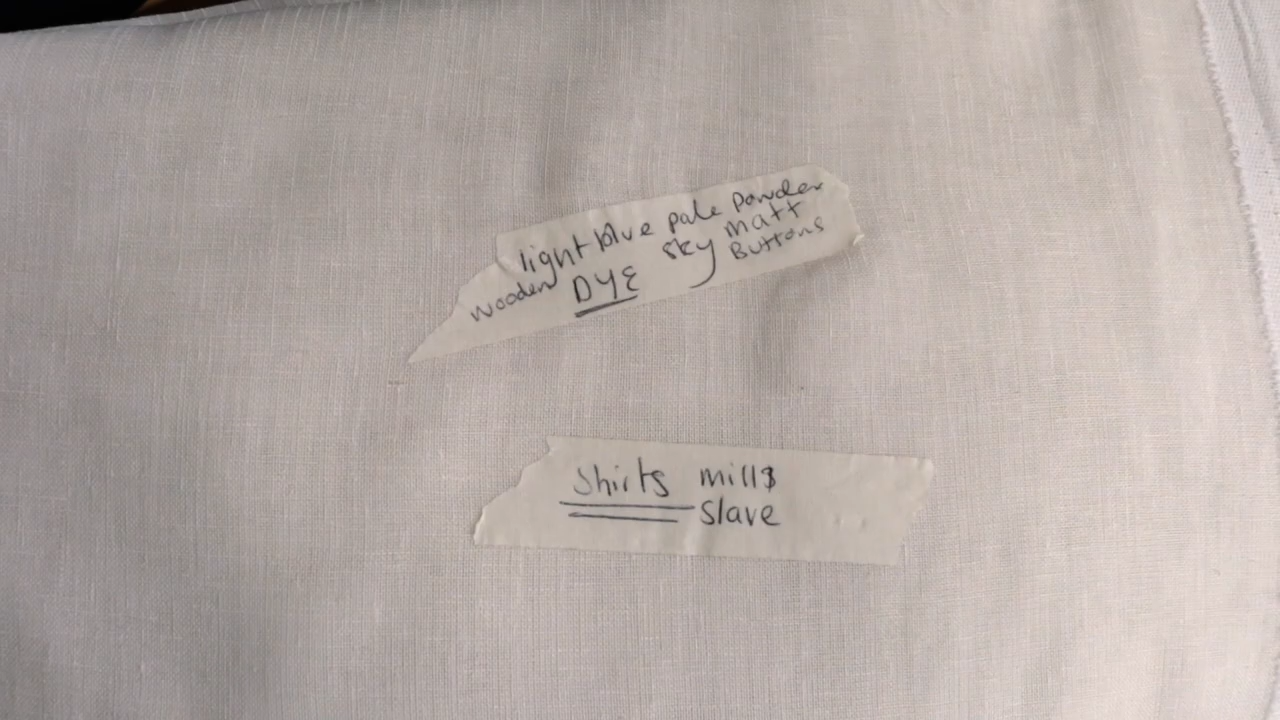 light blue pale powder
wooden DYE sky matt
Buttons
Shirts mill$
slave